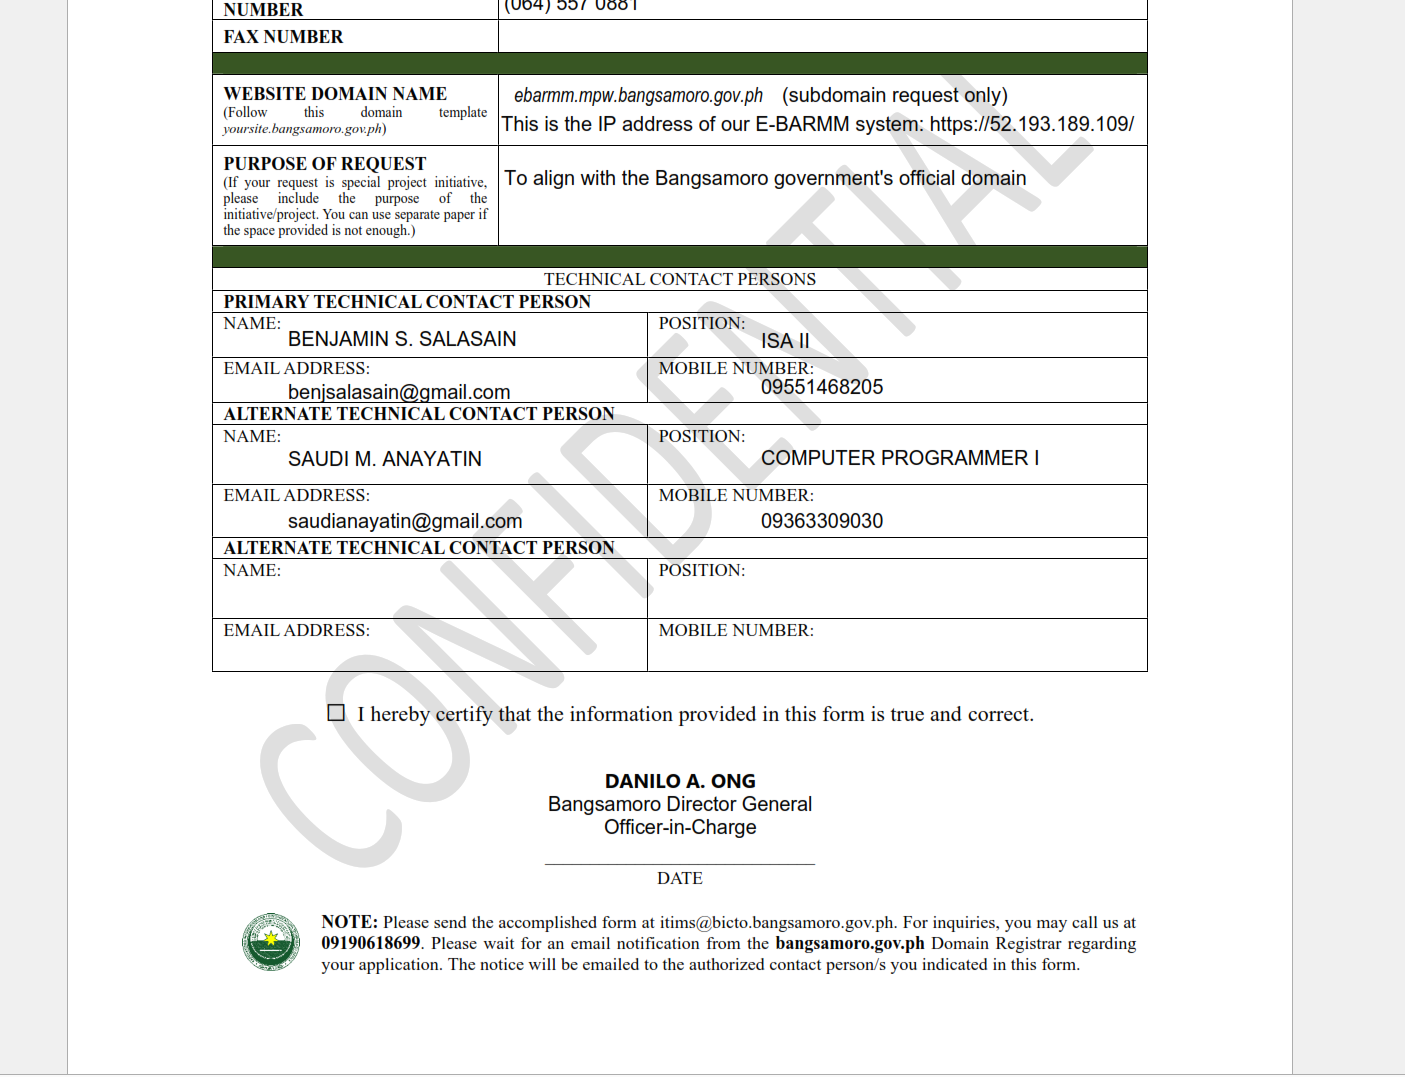 NUMBER
(064) 557 0881
FAX NUMBER
WEBSITE DOMAIN NAME
(Follow this domain template
yoursite.bangsamoro.gov.ph)
ebarmm.mpw.bangsamoro.gov.ph (subdomain request only)
This is the IP address of our E-BARMM system: https://52.193.189.109/
PURPOSE OF REQUEST
(If your request is special project initiative,
please include the purpose of the
initiative/project. You can use separate paper if
the space provided is not enough.)
To align with the Bangsamoro government's official domain
TECHNICAL CONTACT PERSONS
PRIMARY TECHNICAL CONTACT PERSON
NAME:
BENJAMIN S. SALASAIN
POSITION:
ISA II
EMAIL ADDRESS:
benjsalasain@gmail.com
MOBILE NUMBER:
09551468205
ALTERNATE TECHNICAL CONTACT PERSON
NAME:
SAUDI M. ANAYATIN
POSITION:
COMPUTER PROGRAMMER I
EMAIL ADDRESS:
saudianayatin@gmail.com
MOBILE NUMBER:
09363309030
ALTERNATE TECHNICAL CONTACT PERSON
NAME:
POSITION:
EMAIL ADDRESS:
MOBILE NUMBER:
CONFIDENTIAL
☐ I hereby certify that the information provided in this form is true and correct.
DANILO A. ONG
Bangsamoro Director General
Officer-in-Charge
DATE
NOTE: Please send the accomplished form at itims@bicto.bangsamoro.gov.ph. For inquiries, you may call us at
09190618699. Please wait for an email notification from the bangsamoro.gov.ph Domain Registrar regarding
your application. The notice will be emailed to the authorized contact person/s you indicated in this form.